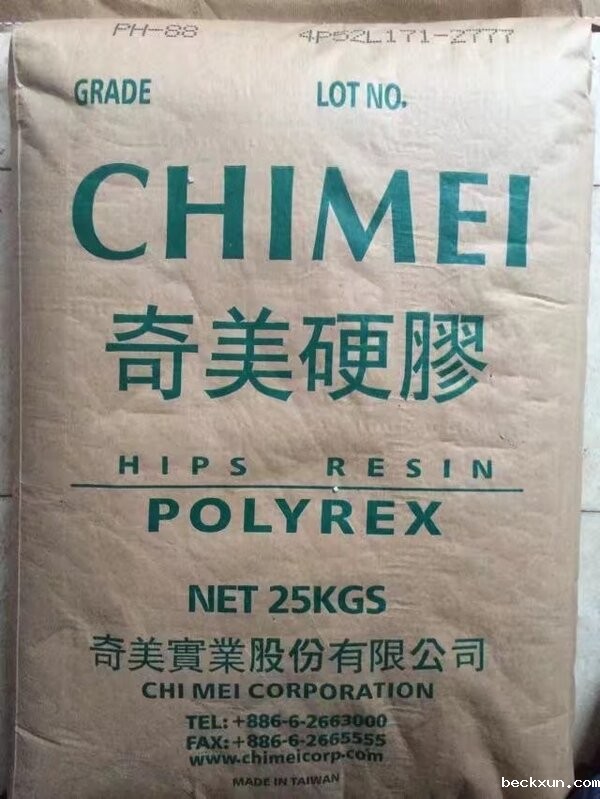 PH-88 4P52L171-2777
GRADE LOT NO.
CHIMEI
奇美硬膠
HIPS RESIN
POLYREX
NET 25KGS
奇美實業股份有限公司
CHI MEI CORPORATION
TEL: +886-6-2663000
FAX: +886-6-2665555
www.chimeicorp-com
MADE IN TAIWAN
beckxun.com